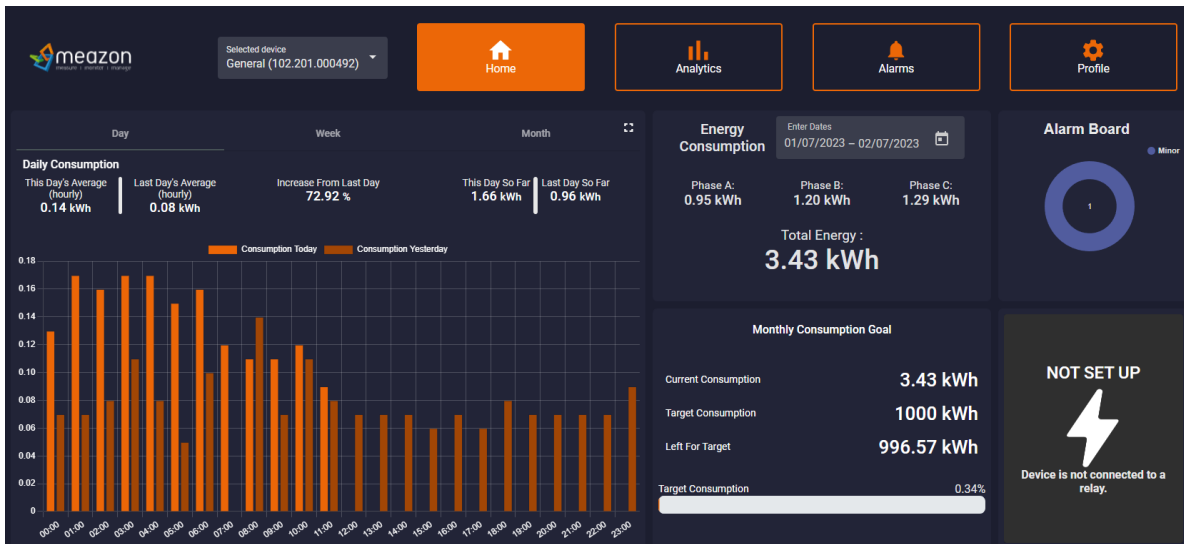 meazon
measure | monitor | manage
Selected device
General (102.201.000492)
Home
Analytics
Alarms
Profile
Day
Week
Month
Daily Consumption
This Day's Average
(hourly)
0.14 kWh
Last Day's Average
(hourly)
0.08 kWh
Increase From Last Day
72.92 %
This Day So Far
1.66 kWh
Last Day So Far
0.96 kWh
Consumption Today
Consumption Yesterday
0.18
0.16
0.14
0.12
0.10
0.08
0.06
0.04
0.02
0
00:00
01:00
02:00
03:00
04:00
05:00
06:00
07:00
08:00
09:00
10:00
11:00
12:00
13:00
14:00
15:00
16:00
17:00
18:00
19:00
20:00
21:00
22:00
23:00
Energy
Consumption
Enter Dates
01/07/2023 – 02/07/2023
Phase A:
0.95 kWh
Phase B:
1.20 kWh
Phase C:
1.29 kWh
Total Energy :
3.43 kWh
Alarm Board
Minor
1
Monthly Consumption Goal
Current Consumption
3.43 kWh
Target Consumption
1000 kWh
Left For Target
996.57 kWh
Target Consumption
0.34%
NOT SET UP
Device is not connected to a
relay.